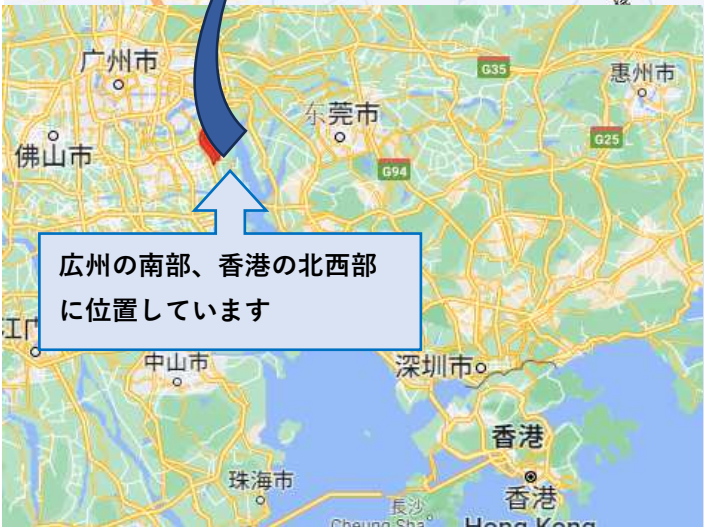 广州市
G35
惠州市
东莞市
佛山市
G25
G94
広州の南部、香港の北西部
に位置しています
江门
中山市
深圳市
香港
珠海市
香港
長沙
Cheung Sha
Hong Kong